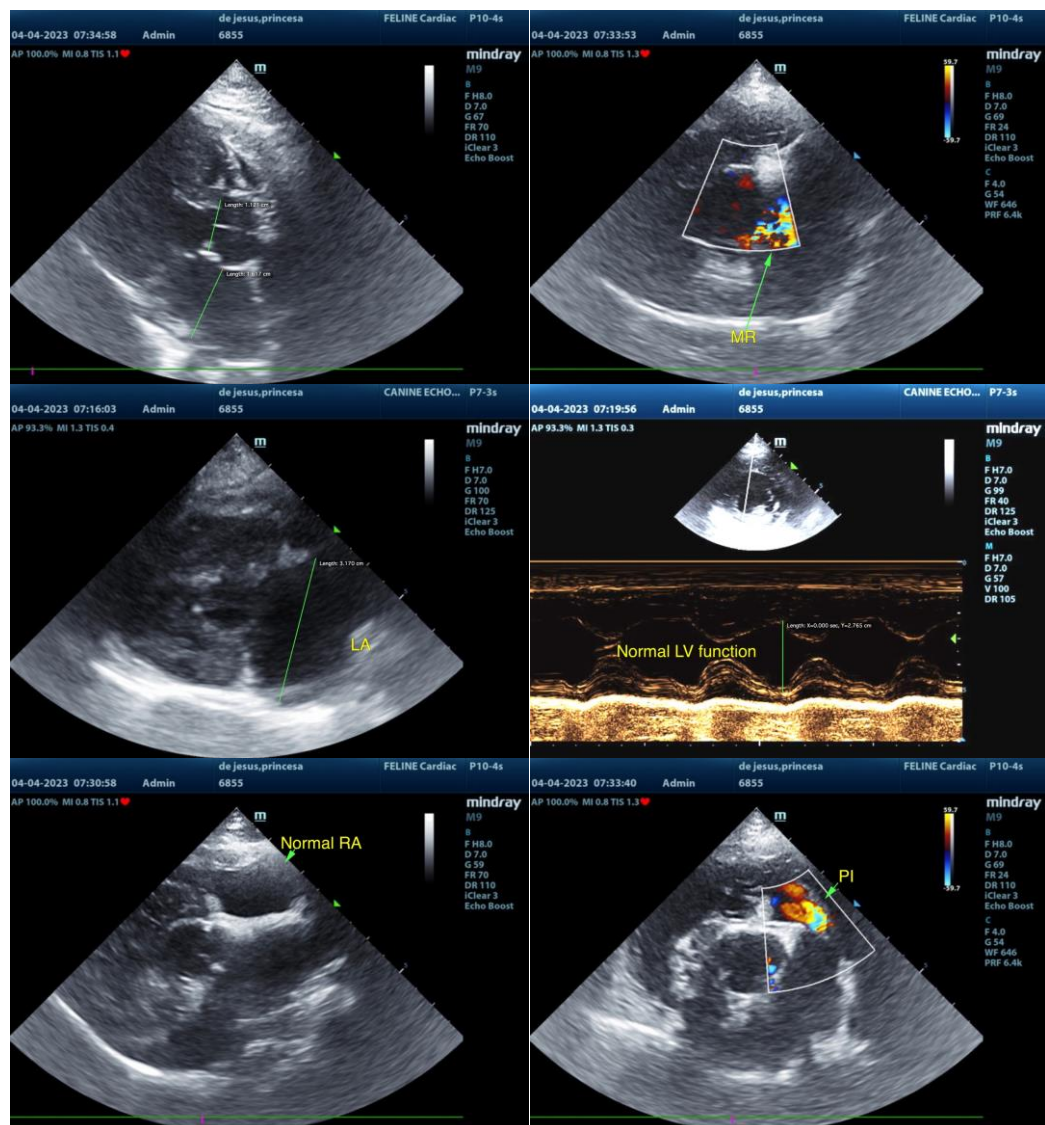 de jesus,princesa FELINE Cardiac P10-4s
04-04-2023 07:34:58 Admin 6855
AP 100.0% MI 0.8 TIS 1.1 m mindray
M9
B
F H8.0
D 7.0
G 67
FR 70
DR 110
iClear 3
Echo Boost
Length: 1.121 cm
5
de jesus,princesa FELINE Cardiac P10-4s
04-04-2023 07:33:53 Admin 6855
AP 100.0% MI 0.8 TIS 1.3 m 59.7 mindray
M9
B
F H8.0
D 7.0
G 69
FR 24
DR 110
iClear 3
Echo Boost
-59.7
C
F 4.0
G 54
WF 646
PRF 6.4k
5
MR
de jesus,princesa CANINE ECHO... P7-3s
04-04-2023 07:16:03 Admin 6855
AP 93.3% MI 1.3 TIS 0.4 m mindray
M9
B
F H7.0
D 7.0
G 100
FR 70
DR 125
iClear 3
Echo Boost
Length: 3.170 cm
5
LA
de jesus,princesa CANINE ECHO... P7-3s
04-04-2023 07:19:56 Admin 6855
AP 93.3% MI 1.3 TIS 0.3 m mindray
M9
B
F H7.0
D 7.0
G 99
FR 40
DR 125
iClear 3
Echo Boost
M
F H7.0
D 7.0
G 57
V 100
DR 105
5
Length: X=0.000 sec, Y=2.765 cm
Normal LV function
de jesus,princesa FELINE Cardiac P10-4s
04-04-2023 07:30:58 Admin 6855
AP 100.0% MI 0.8 TIS 1.1 m mindray
M9
B
F H8.0
D 7.0
G 59
FR 70
DR 110
iClear 3
Echo Boost
Normal RA
5
de jesus,princesa FELINE Cardiac P10-4s
04-04-2023 07:33:40 Admin 6855
AP 100.0% MI 0.8 TIS 1.3 m 59.7 mindray
M9
B
F H8.0
D 7.0
G 69
FR 24
DR 110
iClear 3
Echo Boost
-59.7
C
F 4.0
G 54
WF 646
PRF 6.4k
PI
5